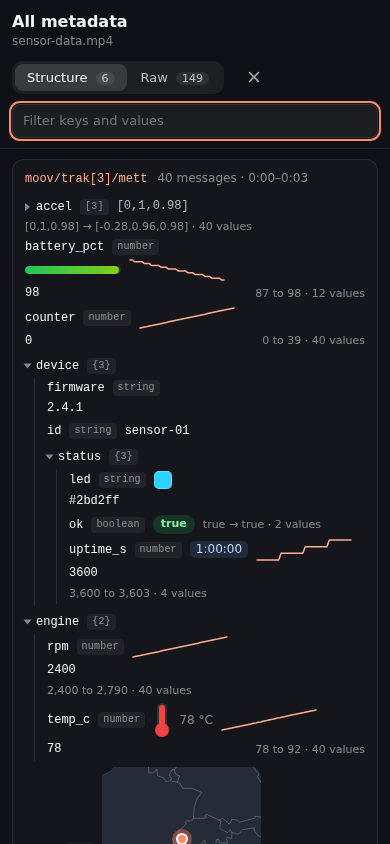 All metadata
sensor-data.mp4
Structure 6 Raw 149
Filter keys and values
moov/trak[3]/mett 40 messages · 0:00–0:03
accel [3] [0,1,0.98]
[0,1,0.98] → [-0.28,0.96,0.98] · 40 values
battery_pct number
98 87 to 98 · 12 values
counter number
0 0 to 39 · 40 values
device {3}
firmware string
2.4.1
id string sensor-01
status {3}
led string
#2bd2ff
ok boolean true true → true · 2 values
uptime_s number 1:00:00
3600
3,600 to 3,603 · 4 values
engine {2}
rpm number
2400
2,400 to 2,790 · 40 values
temp_c number 78 °C
78 78 to 92 · 40 values